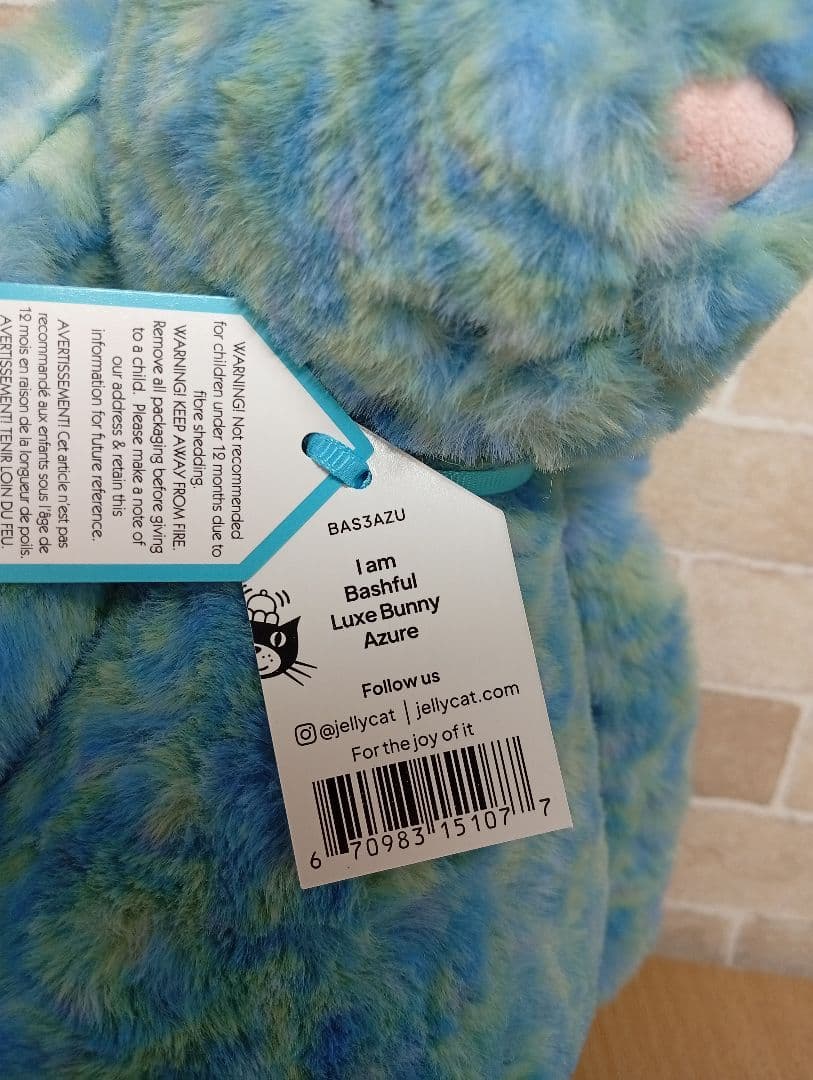 WARNING! Not recommended
for children under 12 months due to
fibre shedding.
WARNING! KEEP AWAY FROM FIRE.
Remove all packaging before giving
to a child. Please make a note of
our address & retain this
information for future reference.
AVERTISSEMENT! Cet article n'est pas
recommandé aux enfants sous l'âge de
12 mois en raison de la longueur de poils.
AVERTISSEMENT! TENIR LOIN DU FEU.
BAS3AZU
I am
Bashful
Luxe Bunny
Azure
Follow us
@jellycat | jellycat.com
For the joy of it
6 70983 15107 7